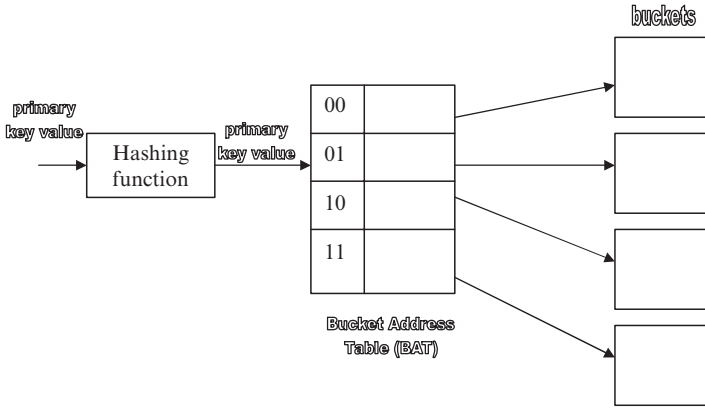 buckets
primary
key value
Hashing
function
primary
key value
00
01
10
11
Bucket Address
Table (BAT)